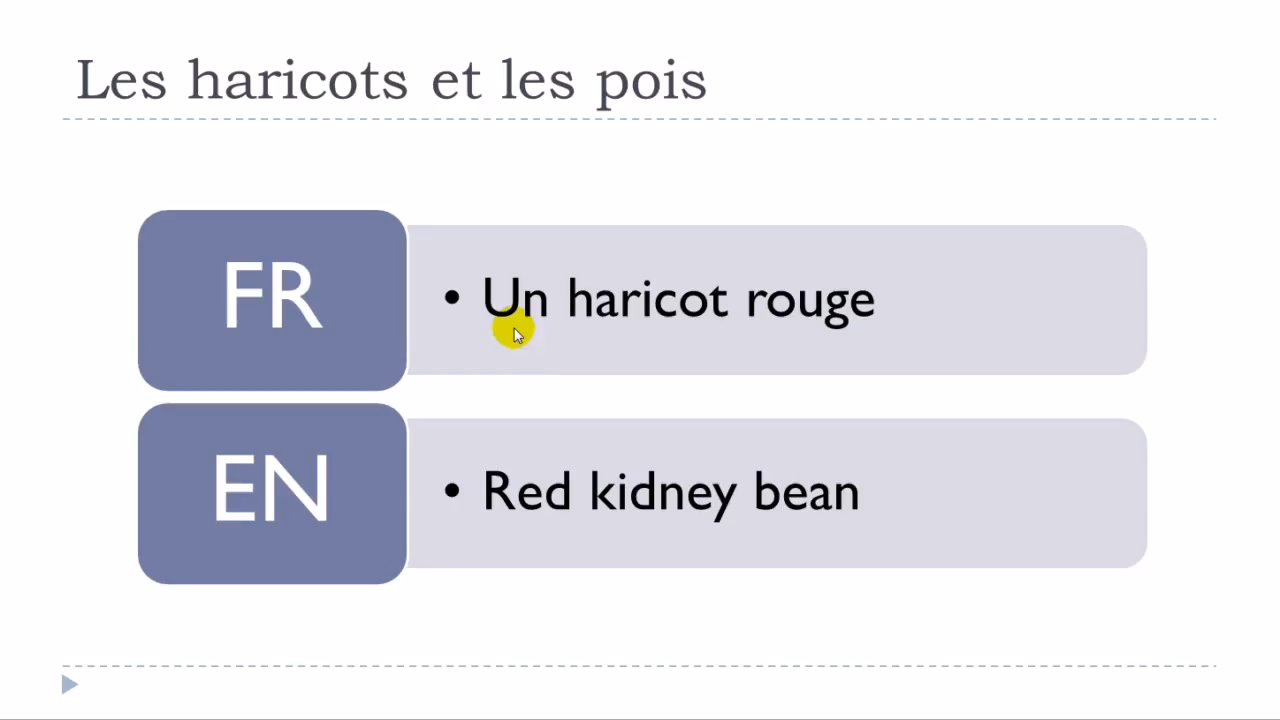 Les haricots et les pois
FR
• Un haricot rouge
EN
• Red kidney bean